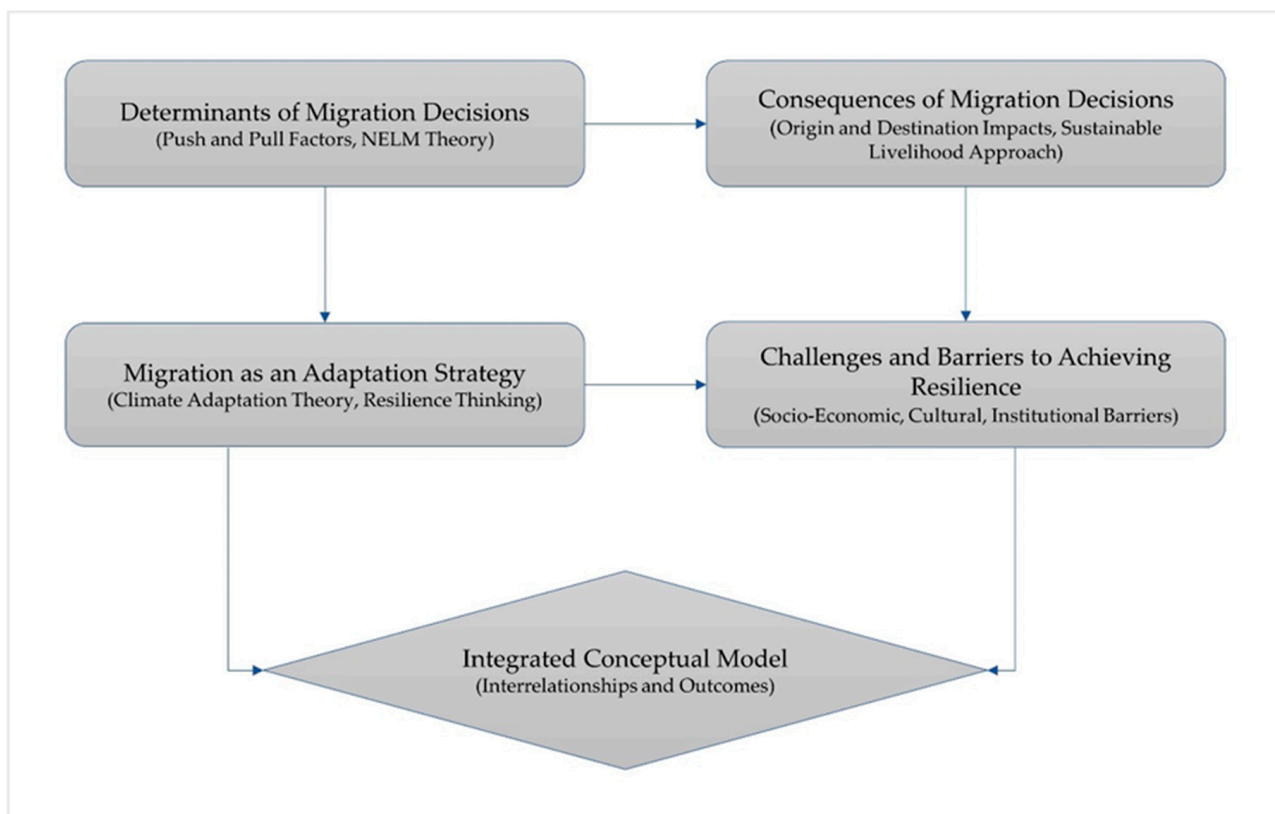 Determinants of Migration Decisions
(Push and Pull Factors, NELM Theory)
Consequences of Migration Decisions
(Origin and Destination Impacts, Sustainable
Livelihood Approach)
Migration as an Adaptation Strategy
(Climate Adaptation Theory, Resilience Thinking)
Challenges and Barriers to Achieving
Resilience
(Socio-Economic, Cultural, Institutional Barriers)
Integrated Conceptual Model
(Interrelationships and Outcomes)